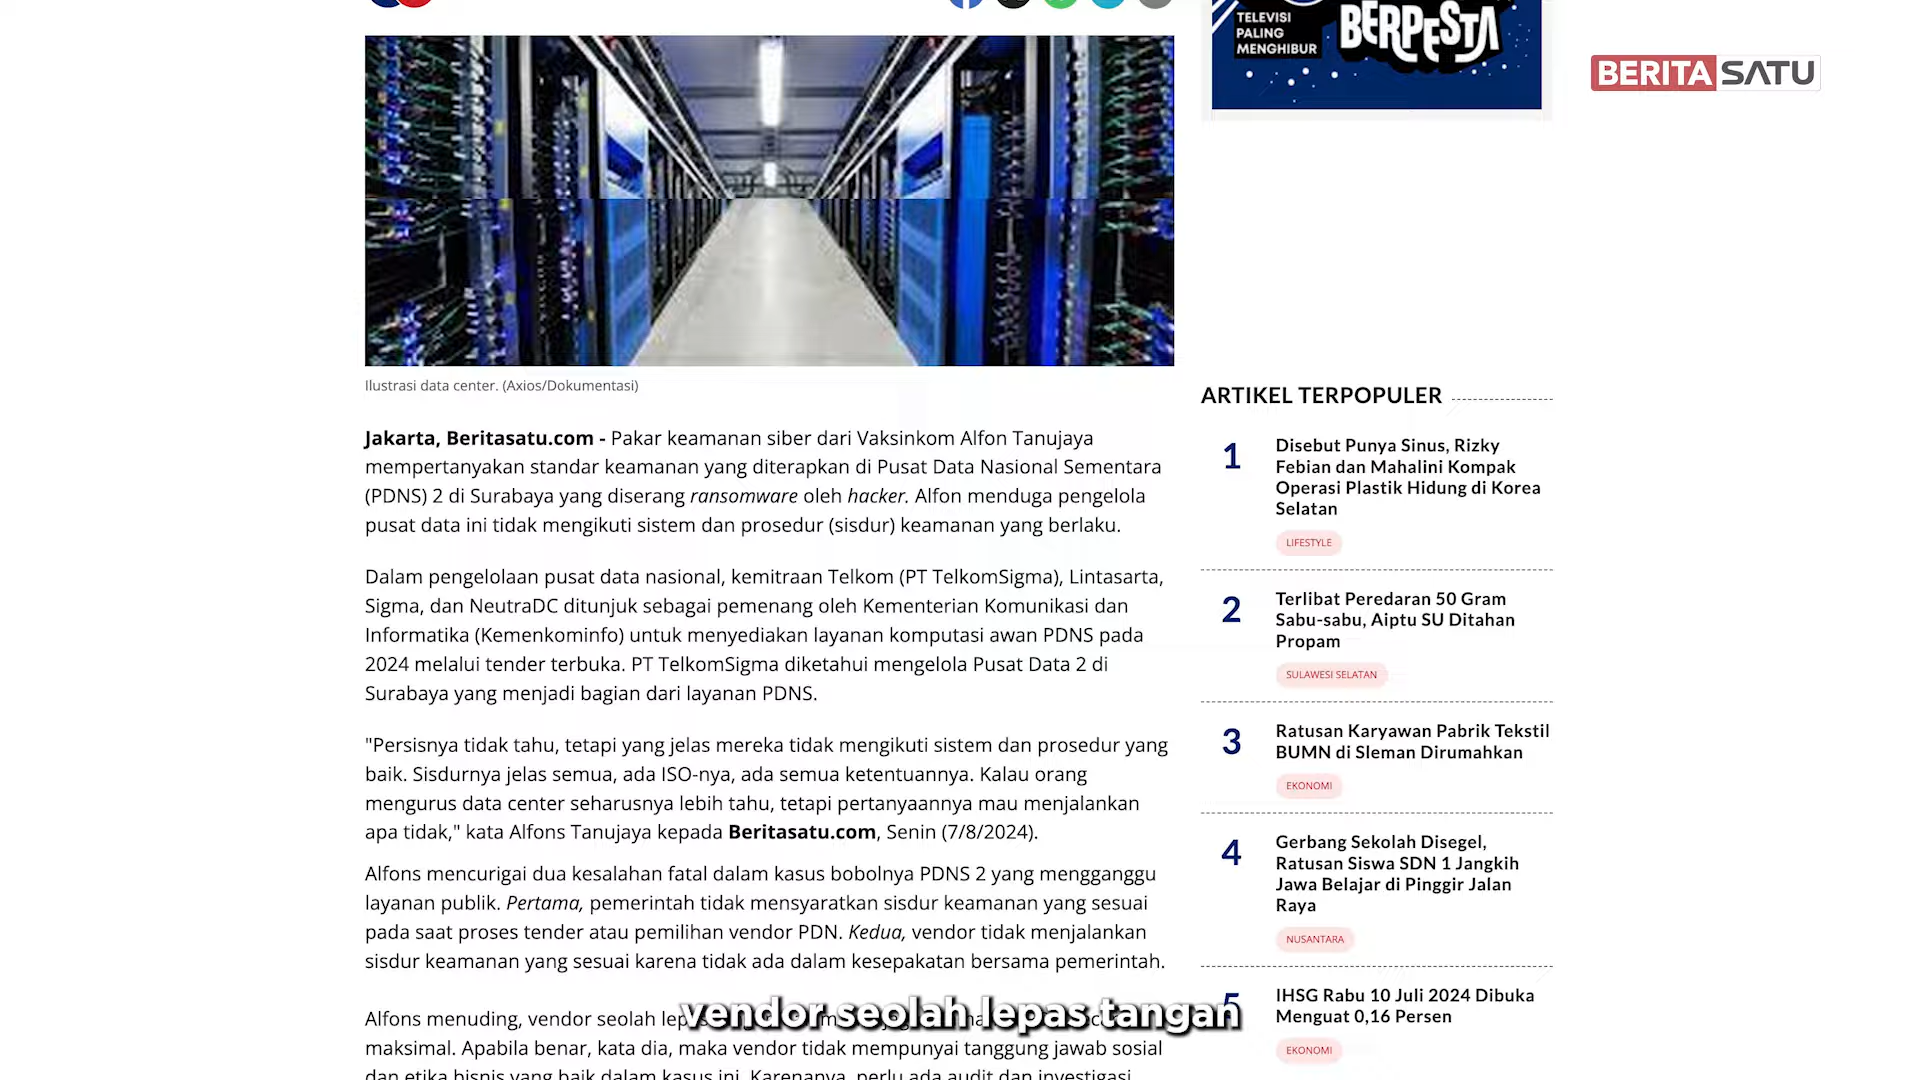 TELEVISI
PALING
MENGHIBUR
BERPESTA
BERITA SATU
Ilustrasi data center. (Axios/Dokumentasi)
Jakarta, Beritasatu.com - Pakar keamanan siber dari Vaksinkom Alfon Tanujaya
mempertanyakan standar keamanan yang diterapkan di Pusat Data Nasional Sementara
(PDNS) 2 di Surabaya yang diserang ransomware oleh hacker. Alfon menduga pengelola
pusat data ini tidak mengikuti sistem dan prosedur (sisdur) keamanan yang berlaku.
Dalam pengelolaan pusat data nasional, kemitraan Telkom (PT TelkomSigma), Lintasarta,
Sigma, dan NeutraDC ditunjuk sebagai pemenang oleh Kementerian Komunikasi dan
Informatika (Kemenkominfo) untuk menyediakan layanan komputasi awan PDNS pada
2024 melalui tender terbuka. PT TelkomSigma diketahui mengelola Pusat Data 2 di
Surabaya yang menjadi bagian dari layanan PDNS.
"Persisnya tidak tahu, tetapi yang jelas mereka tidak mengikuti sistem dan prosedur yang
baik. Sisdurnya jelas semua, ada ISO-nya, ada semua ketentuannya. Kalau orang
mengurus data center seharusnya lebih tahu, tetapi pertanyaannya mau menjalankan
apa tidak," kata Alfons Tanujaya kepada Beritasatu.com, Senin (7/8/2024).
Alfons mencurigai dua kesalahan fatal dalam kasus bobolnya PDNS 2 yang mengganggu
layanan publik. Pertama, pemerintah tidak mensyaratkan sisdur keamanan yang sesuai
pada saat proses tender atau pemilihan vendor PDN. Kedua, vendor tidak menjalankan
sisdur keamanan yang sesuai karena tidak ada dalam kesepakatan bersama pemerintah.
Alfons menuding, vendor seolah
maksimal. Apabila benar, kata dia, maka vendor tidak mempunyai tanggung jawab sosial
dan etika bisnis yang baik dalam kasus ini. Karenanya, perlu ada audit dan investigasi
vendor seolah lepas tangan
ARTIKEL TERPOPULER
1
Disebut Punya Sinus, Rizky
Febian dan Mahalini Kompak
Operasi Plastik Hidung di Korea
Selatan
LIFESTYLE
2
Terlibat Peredaran 50 Gram
Sabu-sabu, Aiptu SU Ditahan
Propam
SULAWESI SELATAN
3
Ratusan Karyawan Pabrik Tekstil
BUMN di Sleman Dirumahkan
EKONOMI
4
Gerbang Sekolah Disegel,
Ratusan Siswa SDN 1 Jangkih
Jawa Belajar di Pinggir Jalan
Raya
NUSANTARA
5
IHSG Rabu 10 Juli 2024 Dibuka
Menguat 0,16 Persen
EKONOMI